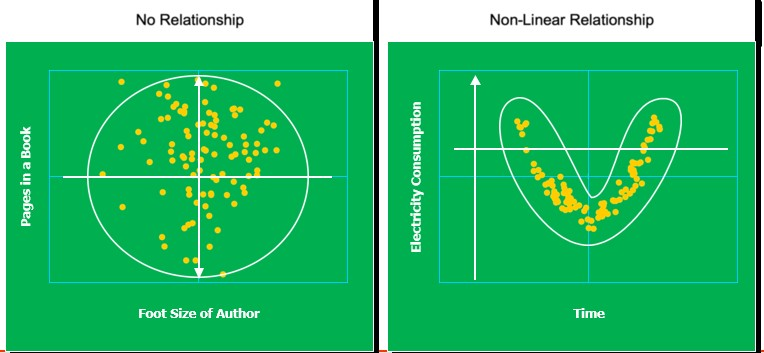 No Relationship
Pages in a Book
Foot Size of Author
Non-Linear Relationship
Electricity Consumption
Time